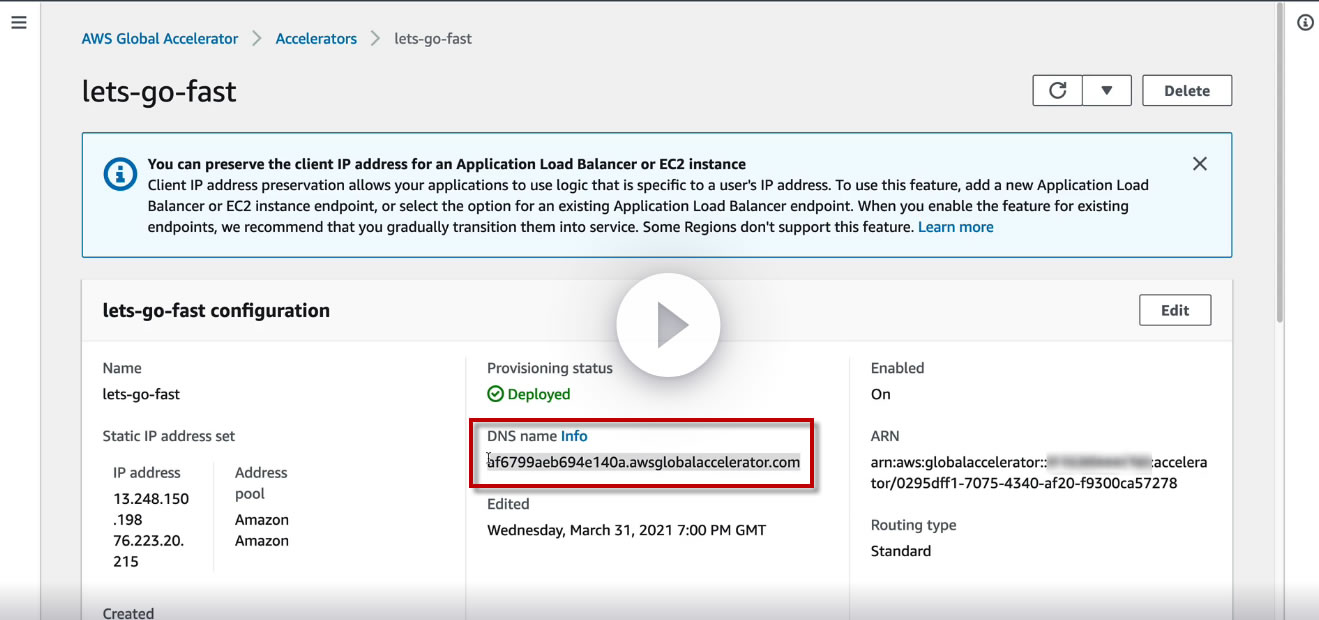 AWS Global Accelerator > Accelerators > lets-go-fast
lets-go-fast
Delete
You can preserve the client IP address for an Application Load Balancer or EC2 instance
Client IP address preservation allows your applications to use logic that is specific to a user's IP address. To use this feature, add a new Application Load
Balancer or EC2 instance endpoint, or select the option for an existing Application Load Balancer endpoint. When you enable the feature for existing
endpoints, we recommend that you gradually transition them into service. Some Regions don't support this feature. Learn more
lets-go-fast configuration
Edit
Name
lets-go-fast
Static IP address set
IP address
13.248.150
.198
76.223.20.
215
Address
pool
Amazon
Amazon
Created
Provisioning status
Deployed
DNS name Info
af6799aeb694e140a.awsglobalaccelerator.com
Edited
Wednesday, March 31, 2021 7:00 PM GMT
Enabled
On
ARN
arn:aws:globalaccelerator:: :accelera
tor/0295dff1-7075-4340-af20-f9300ca57278
Routing type
Standard